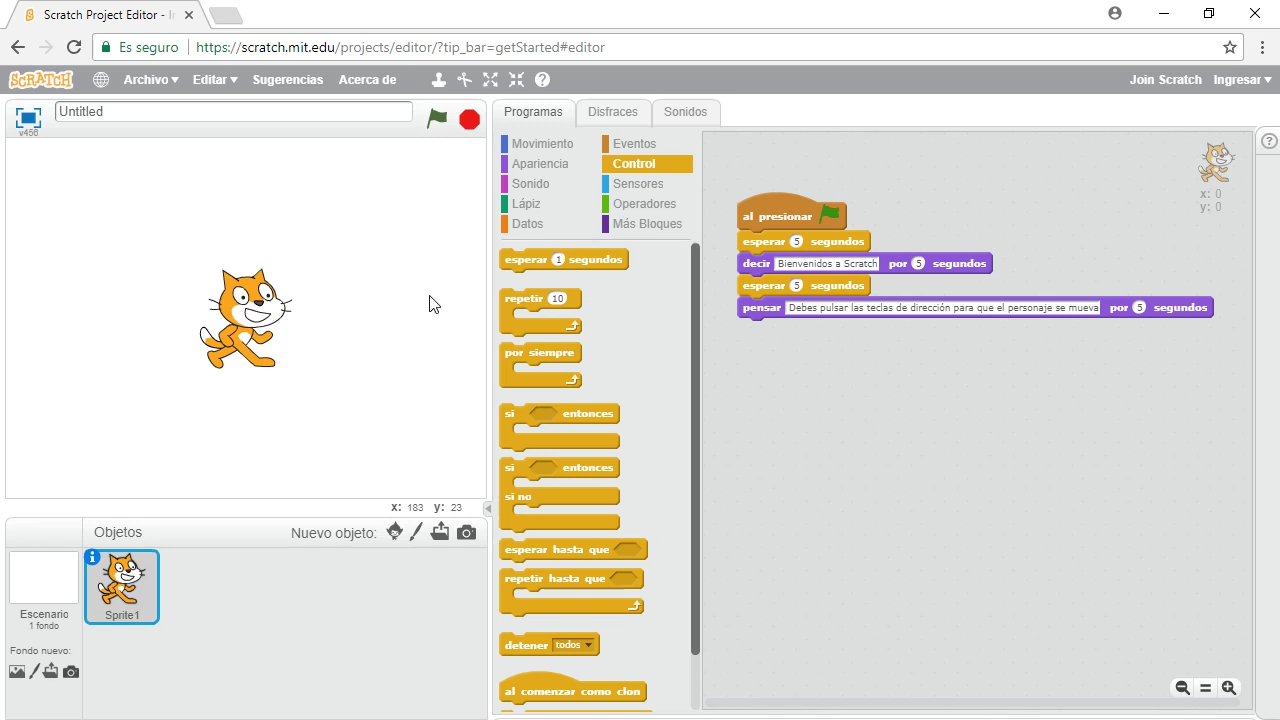 Scratch Project Editor - I
Es seguro https://scratch.mit.edu/projects/editor/?tip_bar=getStarted#editor
SCRATCH Archivo Editar Sugerencias Acerca de Join Scratch Ingresar
Untitled
v456
Programas Disfraces Sonidos
Movimiento Eventos
Apariencia Control
Sonido Sensores
Lápiz Operadores
Datos Más Bloques
esperar 1 segundos
repetir 10
por siempre
si entonces
si entonces
si no
esperar hasta que
repetir hasta que
detener todos
al comenzar como clon
x: 0
y: 0
al presionar
esperar 5 segundos
decir Bienvenidos a Scratch por 5 segundos
esperar 5 segundos
pensar Debes pulsar las teclas de dirección para que el personaje se mueva por 5 segundos
x: 183 y: 23
Objetos Nuevo objeto:
Sprite1
Escenario
1 fondo
Fondo nuevo: